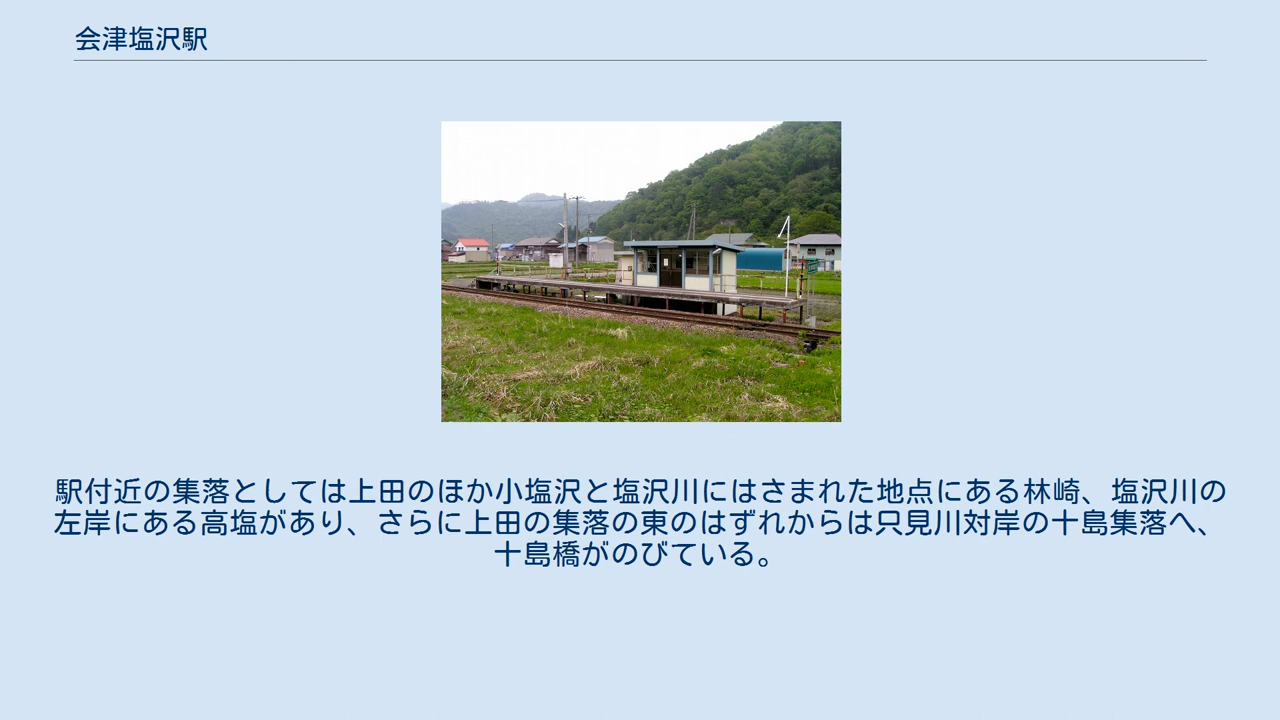 会津塩沢駅
駅付近の集落としては上田のほか小塩沢と塩沢川にはさまれた地点にある林崎、塩沢川の
左岸にある高塩があり、さらに上田の集落の東のはずれからは只見川対岸の十島集落へ、
十島橋がのびている。